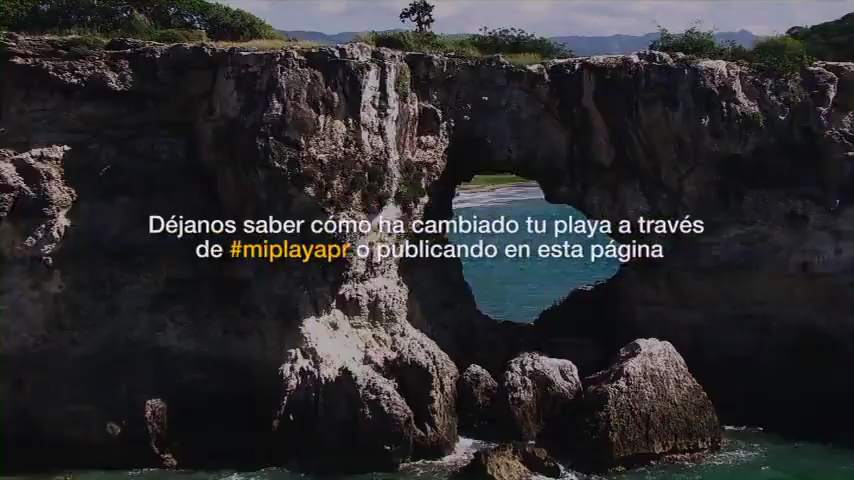 Déjanos saber cómo ha cambiado tu playa a través
de #miplayapr o publicando en esta página